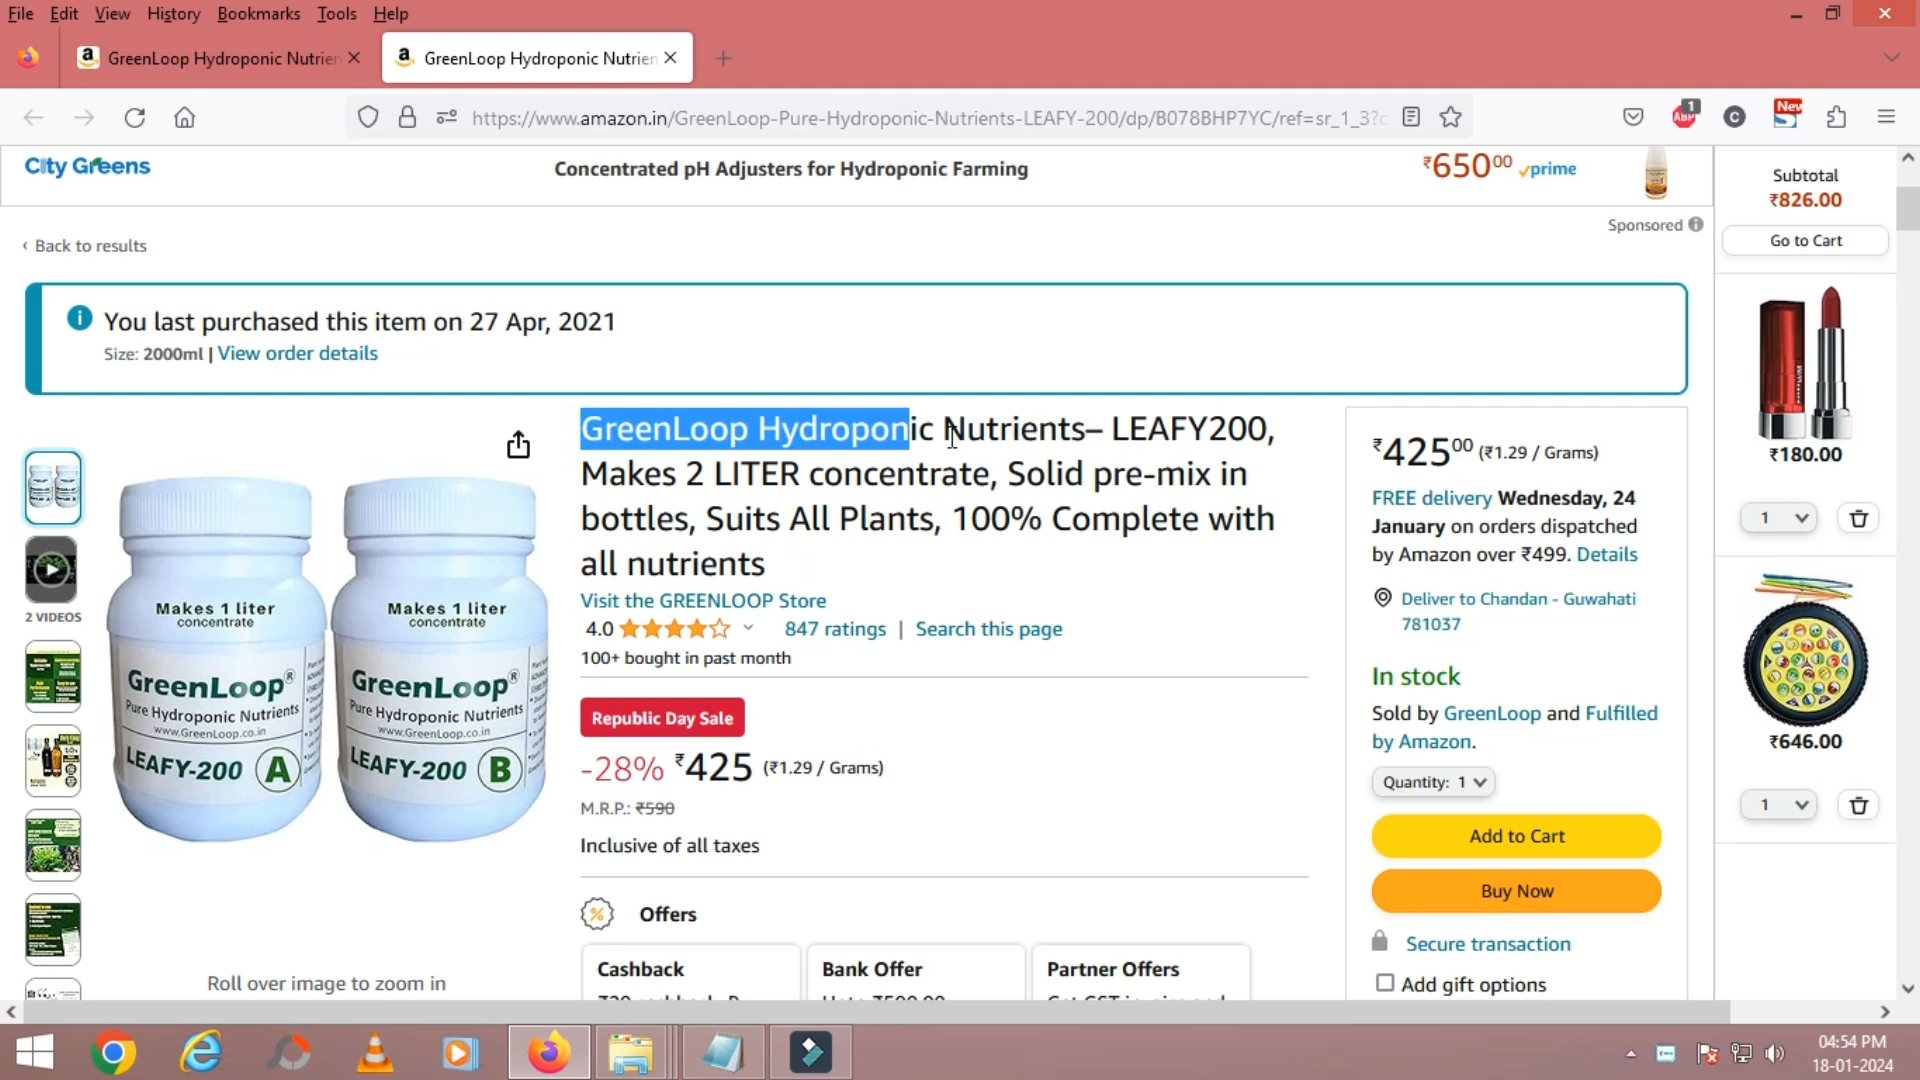 File Edit View History Bookmarks Tools Help
GreenLoop Hydroponic Nutrien
GreenLoop Hydroponic Nutrien
https://www.amazon.in/GreenLoop-Pure-Hydroponic-Nutrients-LEAFY-200/dp/B078BHP7YC/ref=sr_1_3?c
1
ABP
C
New
City Greens
Concentrated pH Adjusters for Hydroponic Farming
₹650⁰⁰ prime
Sponsored
Subtotal
₹826.00
Go to Cart
‹ Back to results
You last purchased this item on 27 Apr, 2021
Size: 2000ml | View order details
GreenLoop Hydroponic Nutrients– LEAFY200,
Makes 2 LITER concentrate, Solid pre-mix in
bottles, Suits All Plants, 100% Complete with
all nutrients
Visit the GREENLOOP Store
4.0 847 ratings | Search this page
100+ bought in past month
Republic Day Sale
-28% ₹425 (₹1.29 / Grams)
M.R.P.: ₹590
Inclusive of all taxes
Offers
Cashback
Bank Offer
Partner Offers
2 VIDEOS
Makes 1 liter
concentrate
GreenLoop®
Pure Hydroponic Nutrients
www.GreenLoop.co.in
LEAFY-200 A
Makes 1 liter
concentrate
GreenLoop®
Pure Hydroponic Nutrients
www.GreenLoop.co.in
LEAFY-200 B
Roll over image to zoom in
₹425⁰⁰ (₹1.29 / Grams)
FREE delivery Wednesday, 24
January on orders dispatched
by Amazon over ₹499. Details
Deliver to Chandan - Guwahati
781037
In stock
Sold by GreenLoop and Fulfilled
by Amazon.
Quantity: 1
Add to Cart
Buy Now
Secure transaction
Add gift options
₹180.00
1
₹646.00
1
04:54 PM
18-01-2024